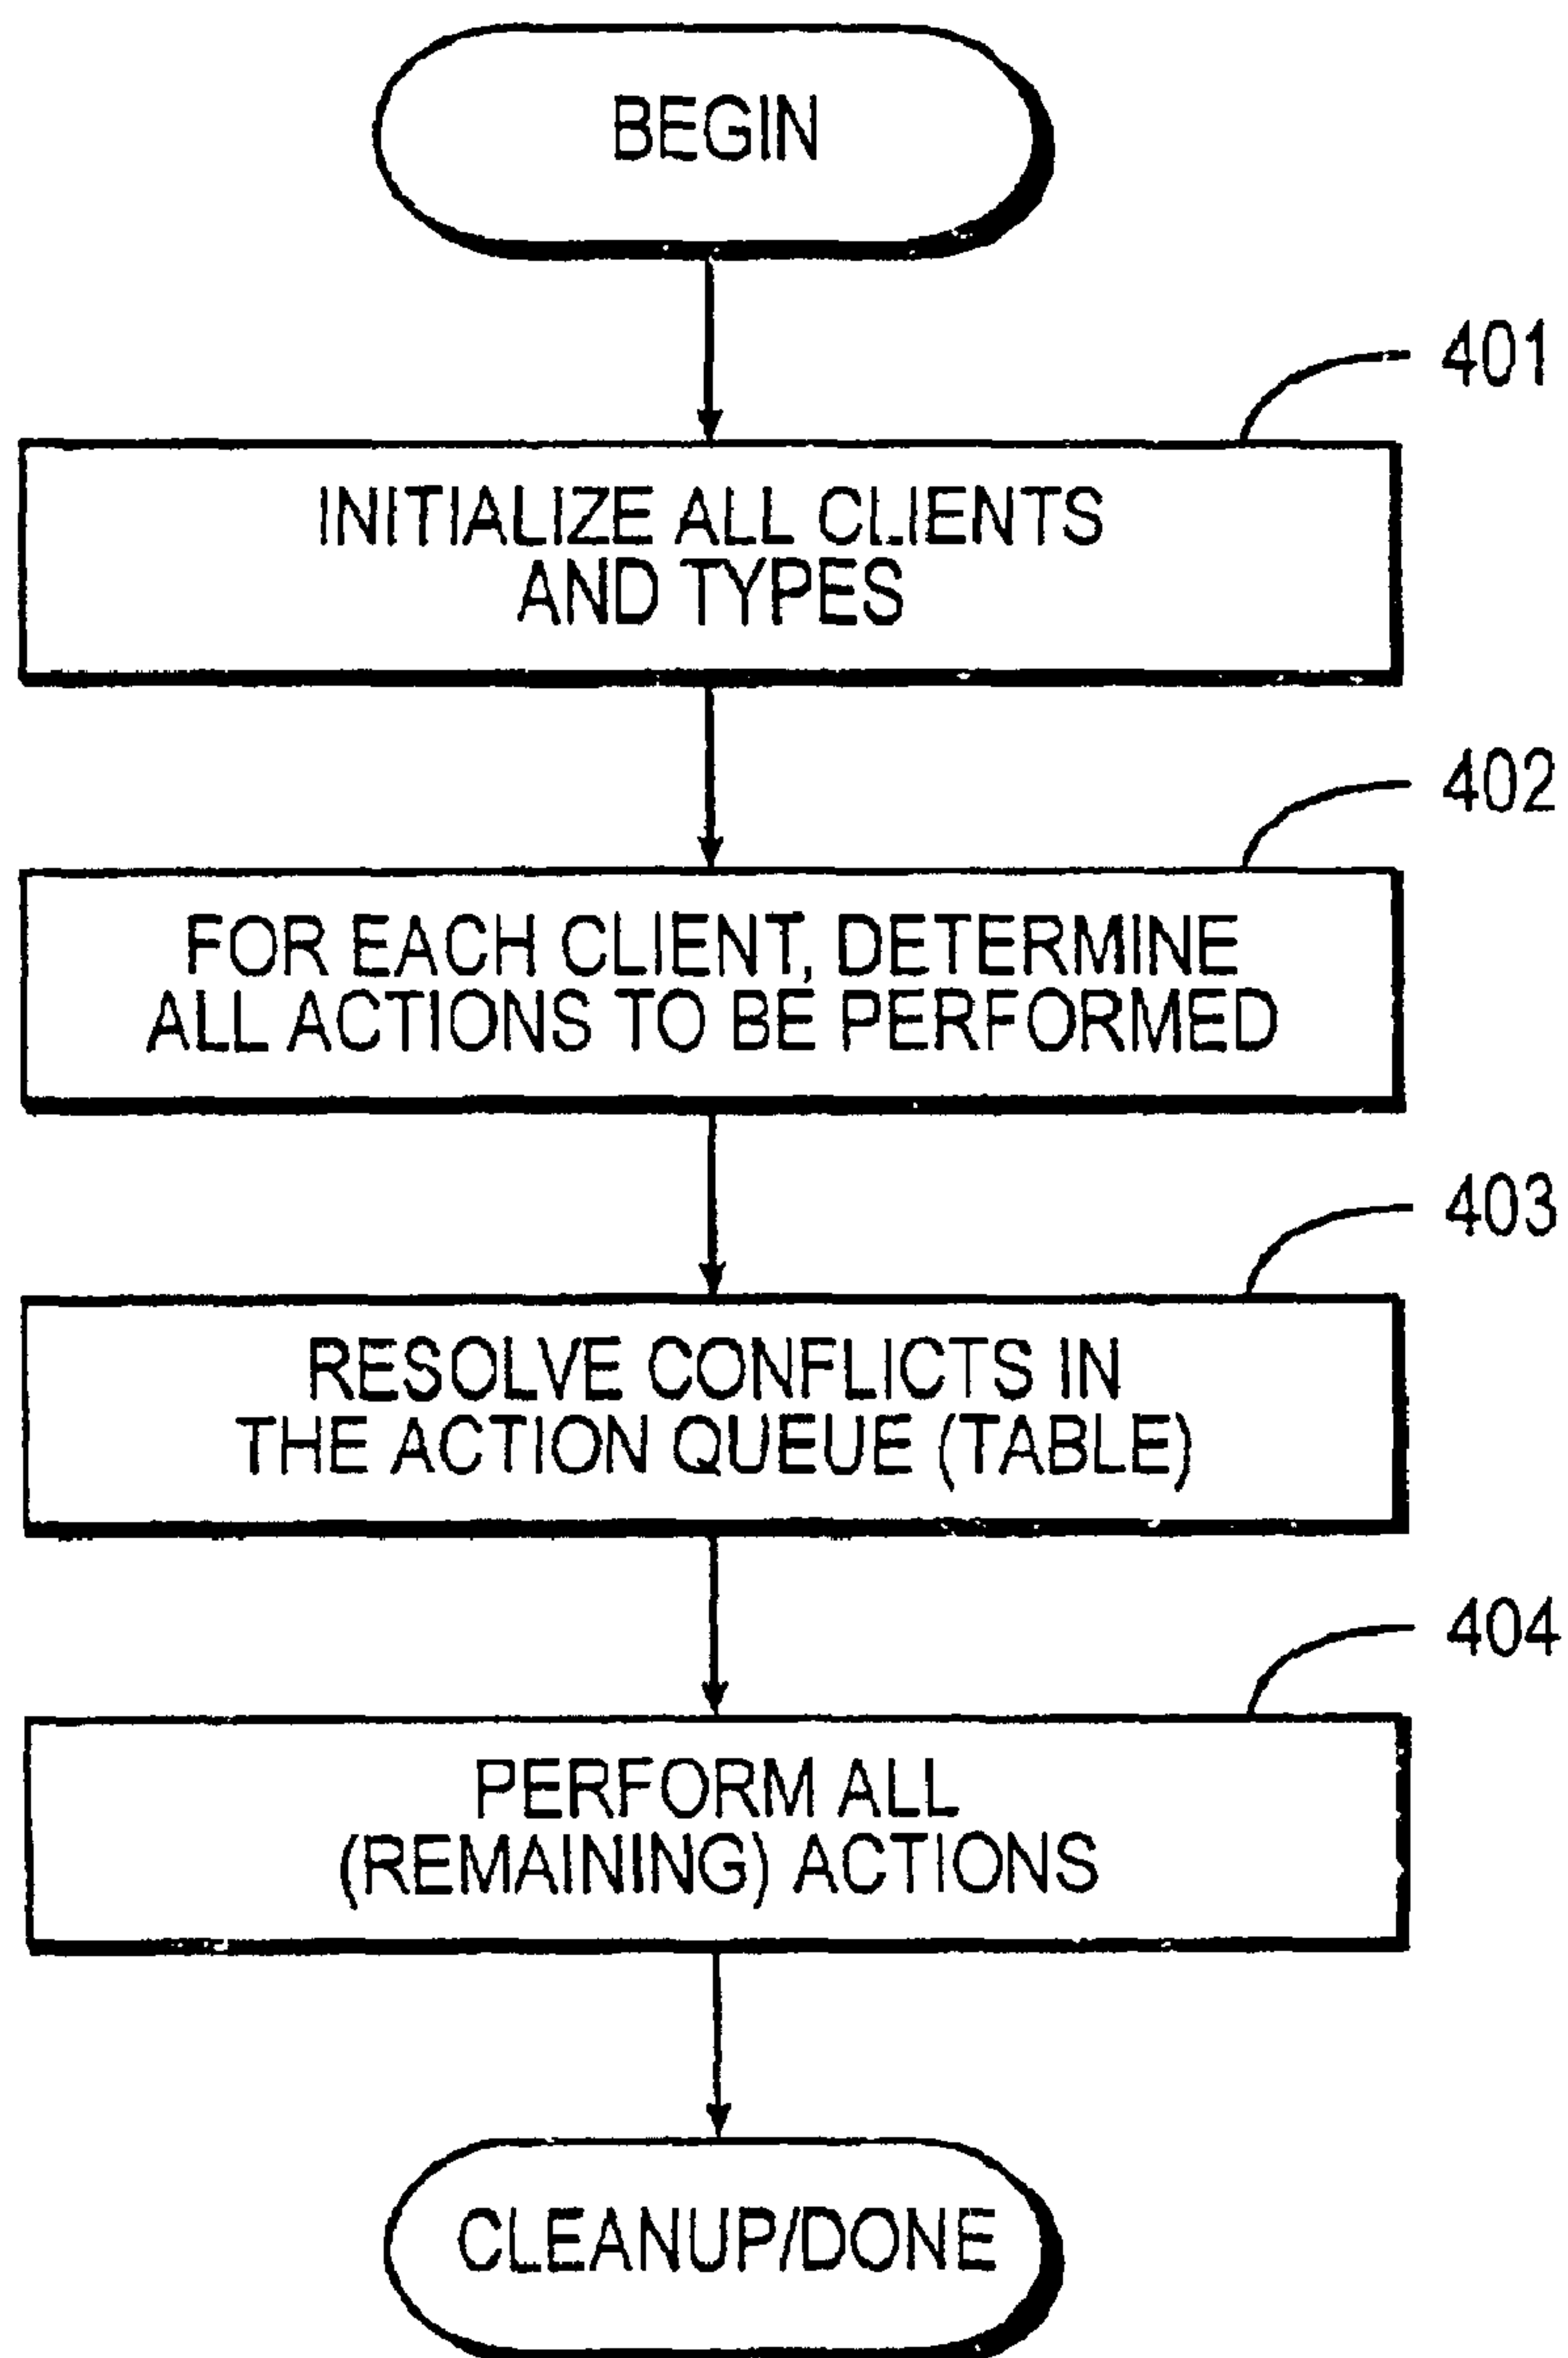 BEGIN
401
INITIALIZE ALL CLIENTS
AND TYPES
402
FOR EACH CLIENT, DETERMINE
ALL ACTIONS TO BE PERFORMED
403
RESOLVE CONFLICTS IN
THE ACTION QUEUE (TABLE)
404
PERFORM ALL
(REMAINING) ACTIONS
CLEANUP/DONE